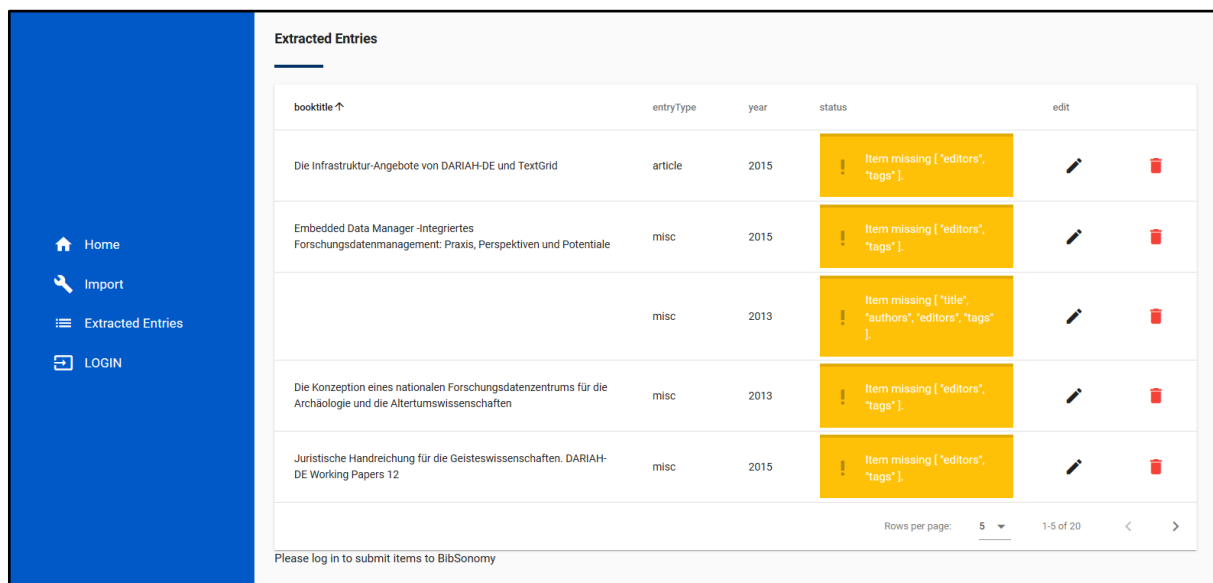 Extracted Entries
Home
Import
Extracted Entries
LOGIN
booktitle entryType year status edit
Die Infrastruktur-Angebote von DARIAH-DE und TextGrid article 2015
Item missing [ "editors",
"tags" ].
Embedded Data Manager -Integriertes
Forschungsdatenmanagement: Praxis, Perspektiven und Potentiale
misc 2015
Item missing [ "editors",
"tags" ].
misc 2013
Item missing [ "title",
"authors", "editors", "tags"
].
Die Konzeption eines nationalen Forschungsdatenzentrums für die
Archäologie und die Altertumswissenschaften
misc 2013
Item missing [ "editors",
"tags" ].
Juristische Handreichung für die Geisteswissenschaften. DARIAH-
DE Working Papers 12
misc 2015
Item missing [ "editors",
"tags" ].
Rows per page: 5 1-5 of 20
Please log in to submit items to BibSonomy